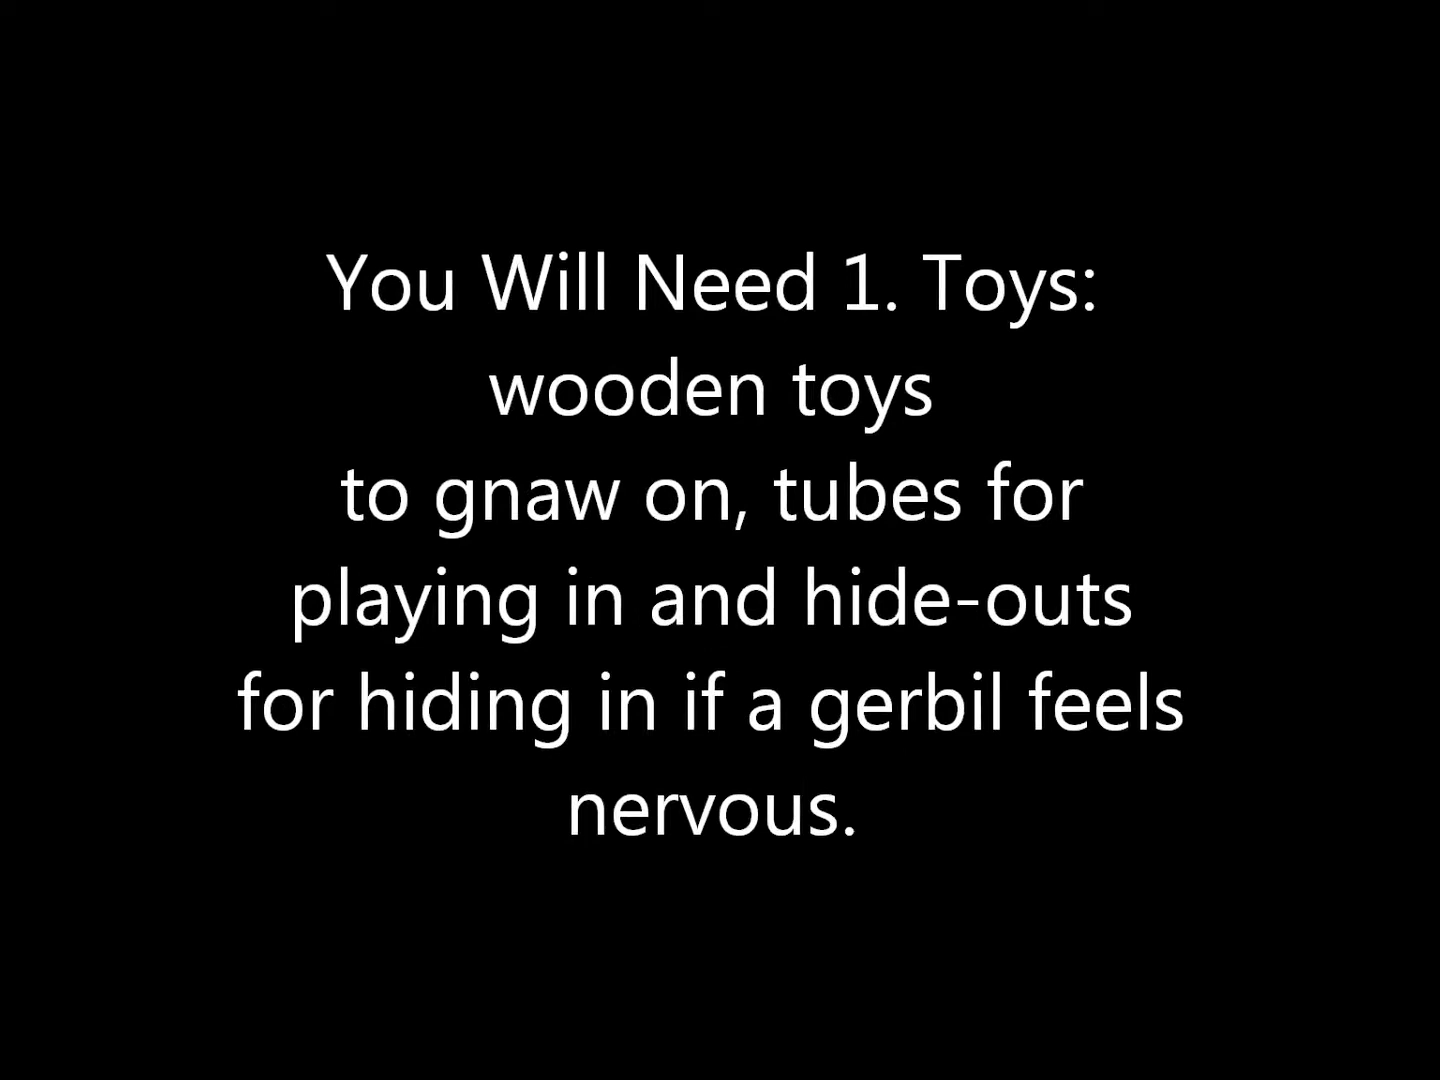 You Will Need 1. Toys:
wooden toys
to gnaw on, tubes for
playing in and hide-outs
for hiding in if a gerbil feels
nervous.